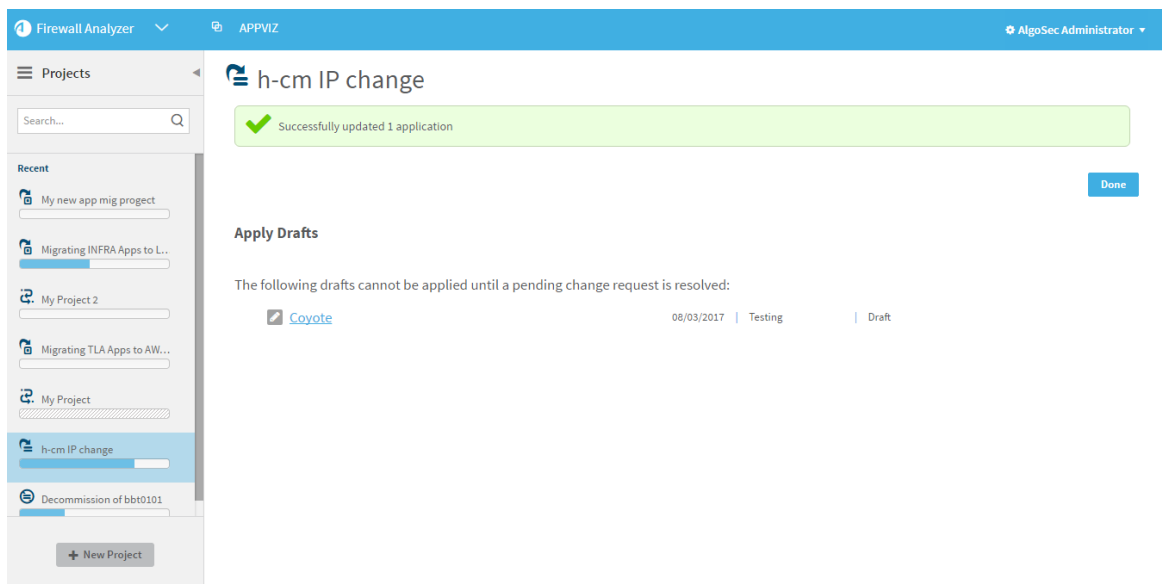 Firewall Analyzer
APPVIZ
AlgoSec Administrator
Projects
Search...
Recent
My new app mig progect
Migrating INFRA Apps to L...
My Project 2
Migrating TLA Apps to AW...
My Project
h-cm IP change
Decommission of bbt0101
+ New Project
h-cm IP change
Successfully updated 1 application
Done
Apply Drafts
The following drafts cannot be applied until a pending change request is resolved:
Coyote 08/03/2017 | Testing | Draft